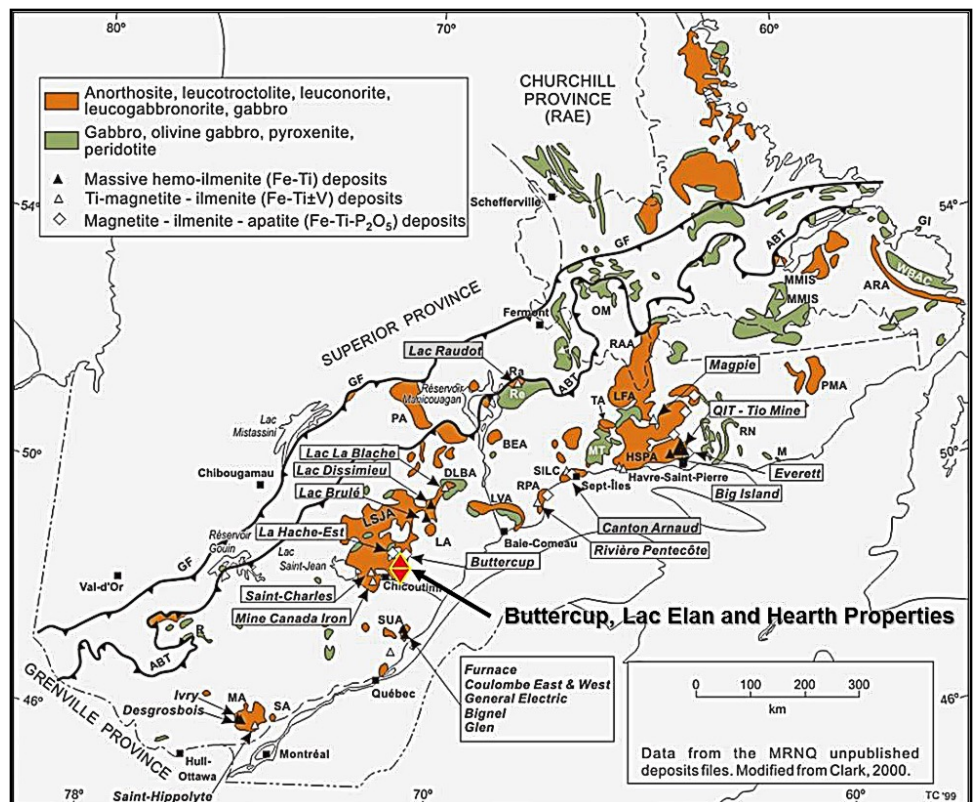 80°
70°
60°
Anorthosite, leucotroctolite, leuconorite,
leucogabbronorite, gabbro
Gabbro, olivine gabbro, pyroxenite,
peridotite
Massive hemo-ilmenite (Fe-Ti) deposits
Ti-magnetite - ilmenite (Fe-Ti±V) deposits
Magnetite - ilmenite - apatite (Fe-Ti-P₂O₅) deposits
CHURCHILL
PROVINCE
(RAE)
Schefferville
54°
54°
GF
ABT
GI
WBAC
MMIS
MMIS
ARA
SUPERIOR PROVINCE
Fermont
OM
RAA
Lac Raudot
Ra
Re
ABT
Magpie
GF
Réservoir
Manicouagan
PA
LFA
PMA
Lac
Mistassini
TA
QIT - Tio Mine
BEA
MT
RN
50°
50°
Lac La Blache
HSPA
M
Chibougamau
Lac Dissimieu
DLBA
SILC
Havre-Saint-Pierre
Everett
Lac Brulé
RPA
Sept-Îles
Big Island
LSJA
LVA
La Hache-Est
Canton Arnaud
Réservoir
Gouin
LA
Baie-Comeau
Rivière Pentecôte
Lac
Saint-Jean
Buttercup
GF
Val-d'Or
Chicoutimi
Saint-Charles
Mine Canada Iron
Buttercup, Lac Elan and Hearth Properties
SUA
R
ABT
Furnace
Coulombe East & West
General Electric
Bignel
Glen
0 100 200 300
km
GRENVILLE PROVINCE
Québec
46°
46°
Ivry
MA
SA
Desgrosbois
Data from the MRNQ unpublished
deposits files. Modified from Clark, 2000.
Hull-
Ottawa
Montréal
Saint-Hippolyte
78°
70°
60°
TC '99